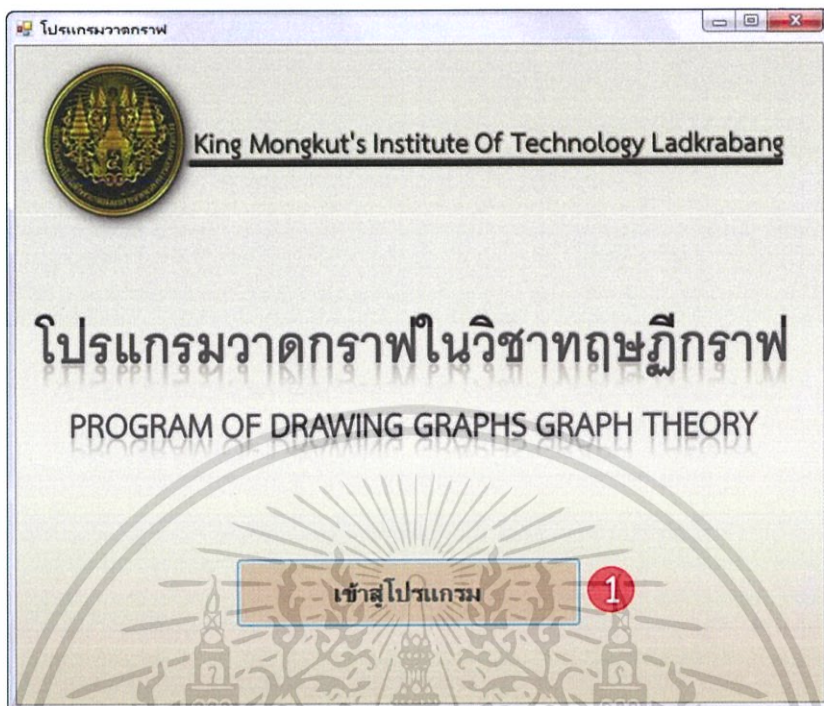 โปรแกรมวาดกราฟ
King Mongkut's Institute Of Technology Ladkrabang
โปรแกรมวาดกราฟในวิชาทฤษฎีกราฟ
PROGRAM OF DRAWING GRAPHS GRAPH THEORY
เข้าสู่โปรแกรม
1